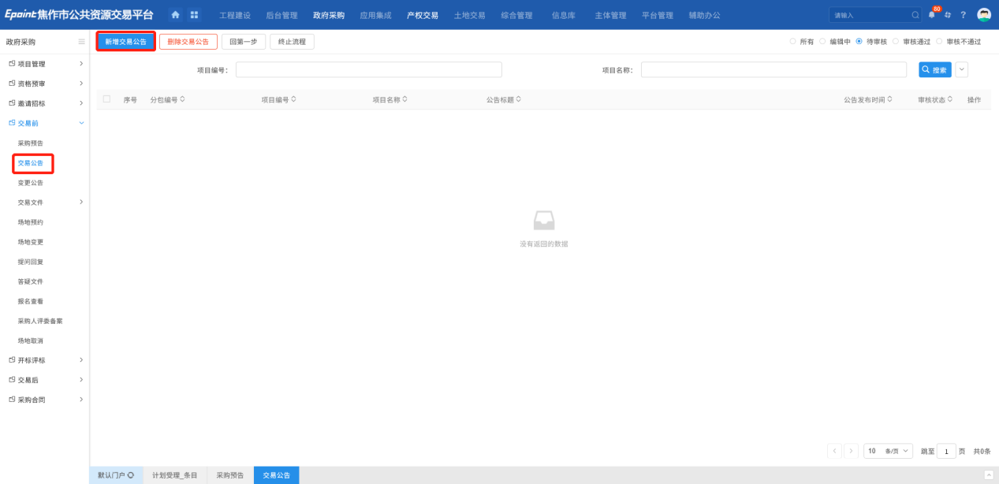 Epoint焦作市公共资源交易平台 工程建设 后台管理 政府采购 应用集成 产权交易 土地交易 综合管理 信息库 主体管理 平台管理 辅助办公 请输入 80 ?
政府采购
新增交易公告 删除交易公告 回第一步 终止流程 所有 编辑中 待审核 审核通过 审核不通过
项目管理
资格预审
邀请招标
交易前
采购预告
交易公告
变更公告
交易文件
场地预约
场地变更
提问回复
答疑文件
报名查看
采购人评委备案
场地取消
开标评标
交易后
采购合同
项目编号: 项目名称: 搜索
序号 分包编号 项目编号 项目名称 公告标题 公告发布时间 审核状态 操作
没有返回的数据
10 条/页 跳至 1 页 共0条
默认门户 计划受理_条目 采购预告 交易公告